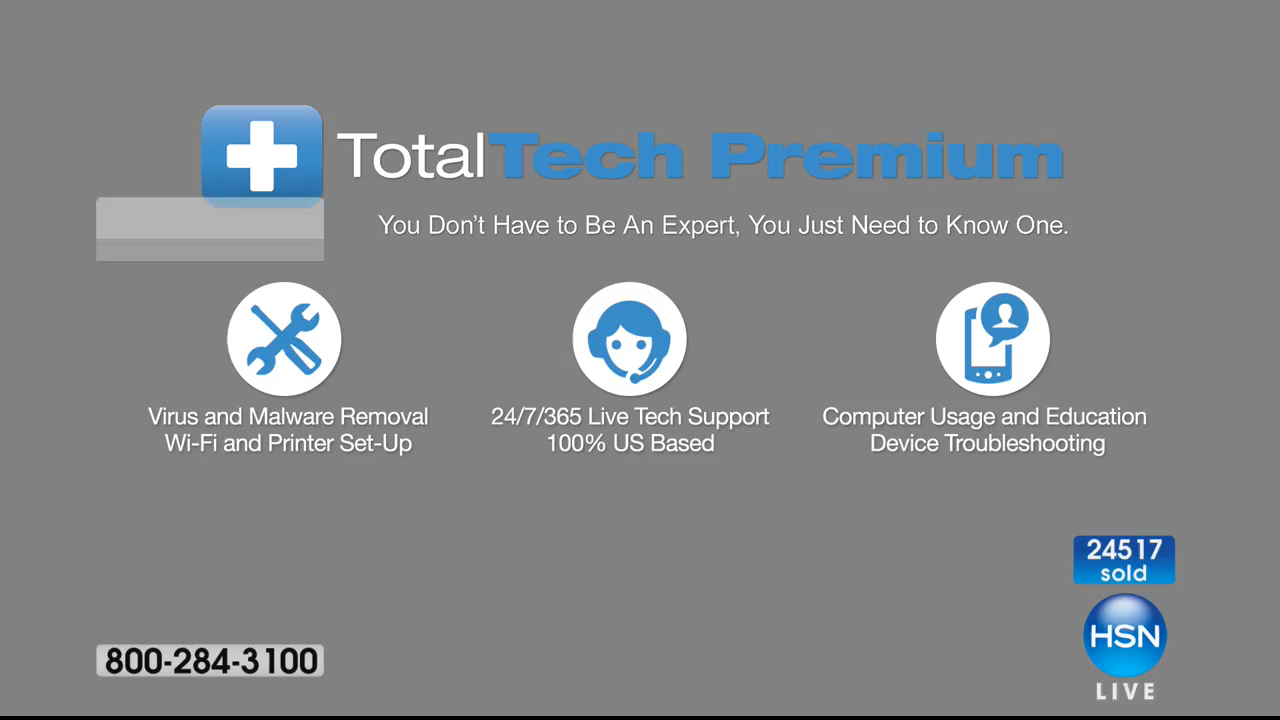 TotalTech Premium
You Don't Have to Be An Expert, You Just Need to Know One.
Virus and Malware Removal
Wi-Fi and Printer Set-Up
24/7/365 Live Tech Support
100% US Based
Computer Usage and Education
Device Troubleshooting
24517
sold
HSN
LIVE
800-284-3100